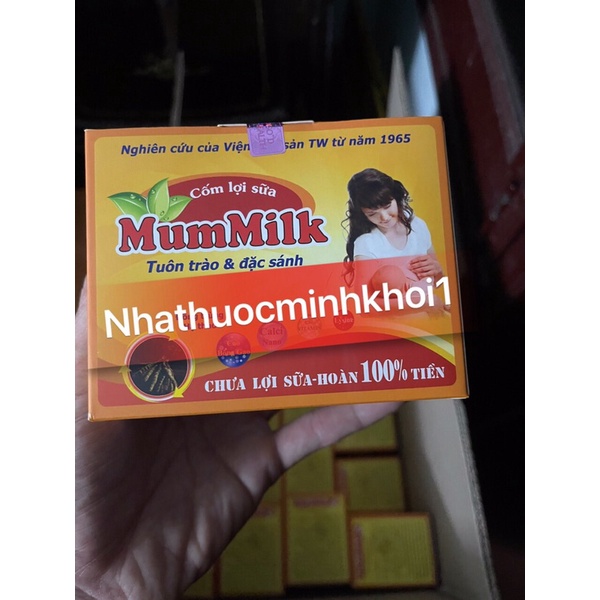 Nghiên cứu của Viện sản TW từ năm 1965
Cốm lợi sữa
MumMilk
Tuôn trào & đặc sánh
Nhathuocminhkhoi1
Calci
CHƯA LỢI SỮA-HOÀN 100% TIỀN